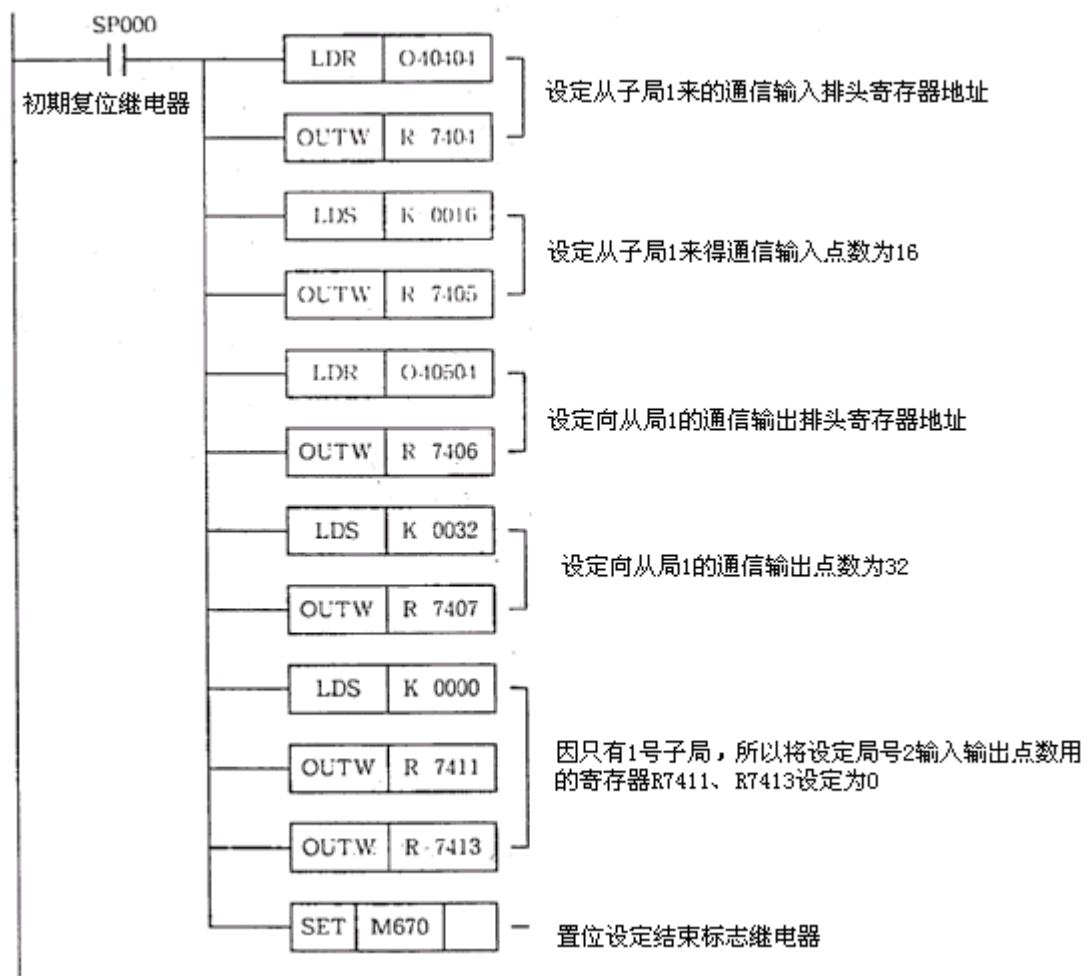 SP000
初期复位继电器
LDR O40404
设定从子局1来的通信输入排头寄存器地址
OUTW R 7404
LDS K 0016
设定从子局1来得通信输入点数为16
OUTW R 7405
LDR O40504
设定向从局1的通信输出排头寄存器地址
OUTW R 7406
LDS K 0032
设定向从局1的通信输出点数为32
OUTW R 7407
LDS K 0000
因只有1号子局，所以将设定局号2输入输出点数用
的寄存器R7411、R7413设定为0
OUTW R 7411
OUTW R 7413
SET M670
置位设定结束标志继电器